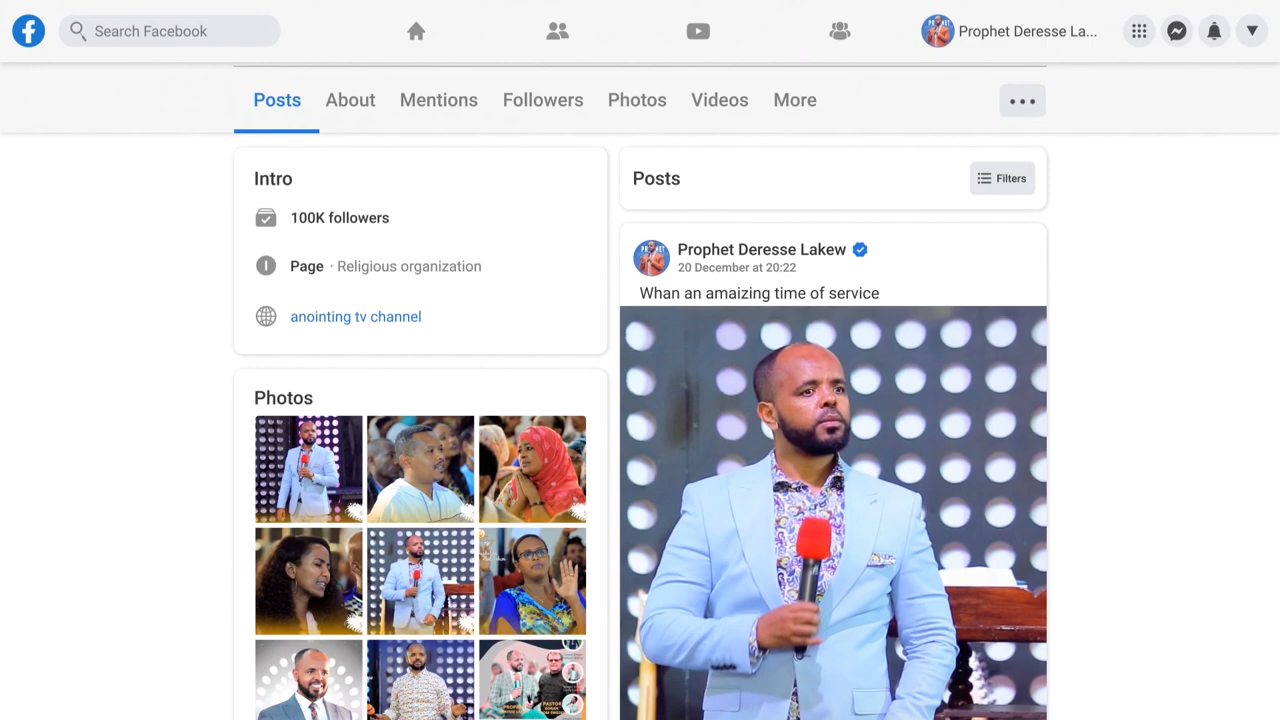 Search Facebook
Prophet Deresse La...
Posts
About
Mentions
Followers
Photos
Videos
More
Intro
100K followers
Page · Religious organization
anointing tv channel
Photos
Posts
Filters
Prophet Deresse Lakew
20 December at 20:22
Whan an amaizing time of service